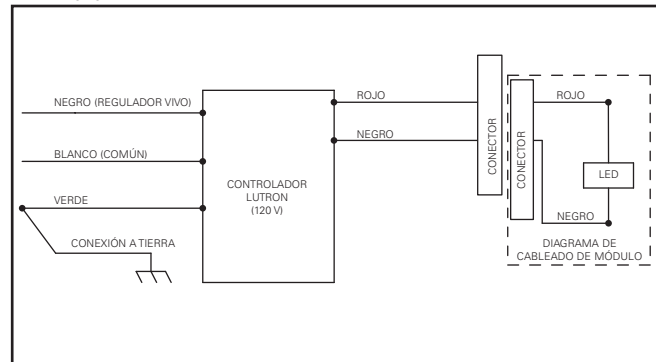 NEGRO (REGULADOR VIVO)
BLANCO (COMÚN)
VERDE
CONEXIÓN A TIERRA
CONTROLADOR
LUTRON
(120 V)
ROJO
NEGRO
CONECTOR
CONECTOR
ROJO
LED
NEGRO
DIAGRAMA DE
CABLEADO DE MÓDULO